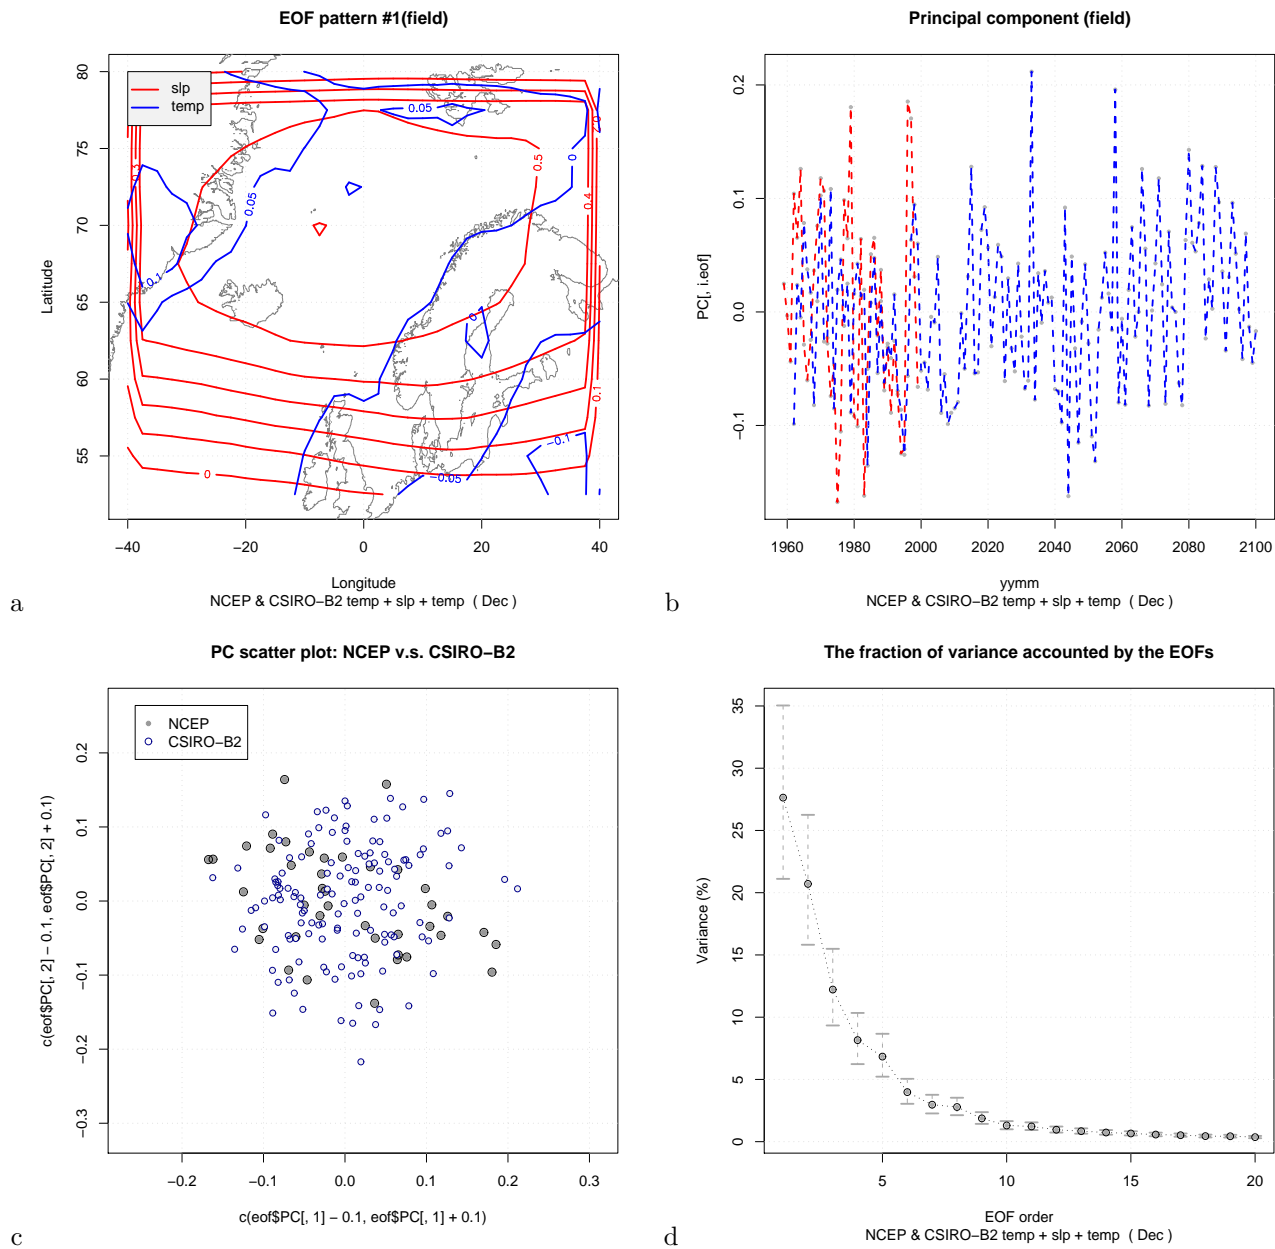 EOF pattern #1(field)
slp
temp
80
75
70
65
60
55
Latitude
0.05
0.5
0
0.4
0.05
0.1
0
0.1
−0.1
−0.05
0
−40
−20
0
20
40
Longitude
NCEP & CSIRO−B2 temp + slp + temp ( Dec )
a
Principal component (field)
0.2
0.1
0.0
−0.1
PC[, i.eof]
1960
1980
2000
2020
2040
2060
2080
2100
yymm
NCEP & CSIRO−B2 temp + slp + temp ( Dec )
b
PC scatter plot: NCEP v.s. CSIRO−B2
NCEP
CSIRO−B2
0.2
0.1
0.0
−0.1
−0.2
−0.3
c(eof$PC[, 2] − 0.1, eof$PC[, 2] + 0.1)
−0.2
−0.1
0.0
0.1
0.2
0.3
c(eof$PC[, 1] − 0.1, eof$PC[, 1] + 0.1)
c
The fraction of variance accounted by the EOFs
35
30
25
20
15
10
5
0
Variance (%)
5
10
15
20
EOF order
NCEP & CSIRO−B2 temp + slp + temp ( Dec )
d